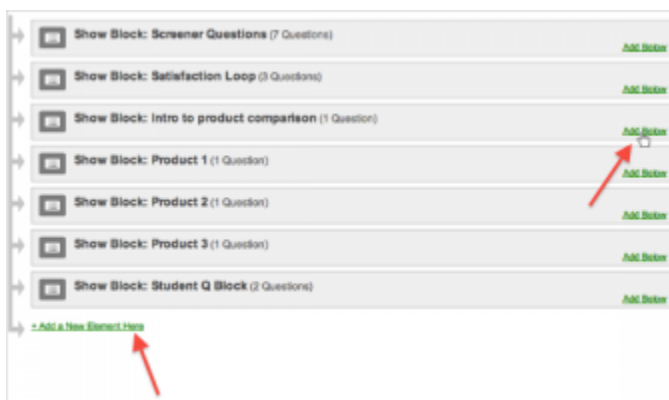 Show Block: Screener Questions (7 Questions)
Add Below
Show Block: Satisfaction Loop (3 Questions)
Add Below
Show Block: Intro to product comparison (1 Question)
Add Below
Show Block: Product 1 (1 Question)
Add Below
Show Block: Product 2 (1 Question)
Add Below
Show Block: Product 3 (1 Question)
Add Below
Show Block: Student Q Block (2 Questions)
Add Below
+ Add a New Element Here